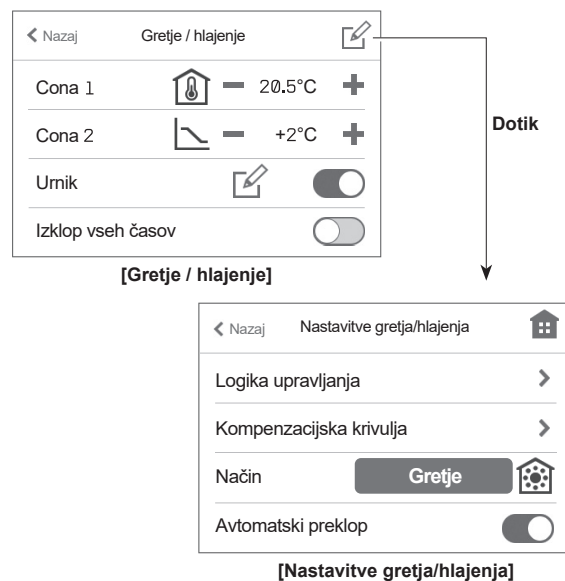 Nazaj Gretje / hlajenje
Cona 1 20.5°C
Cona 2 +2°C
Urnik
Izklop vseh časov
[Gretje / hlajenje]
Dotik
Nazaj Nastavitve gretja/hlajenja
Logika upravljanja
Kompenzacijska krivulja
Način Gretje
Avtomatski preklop
[Nastavitve gretja/hlajenja]